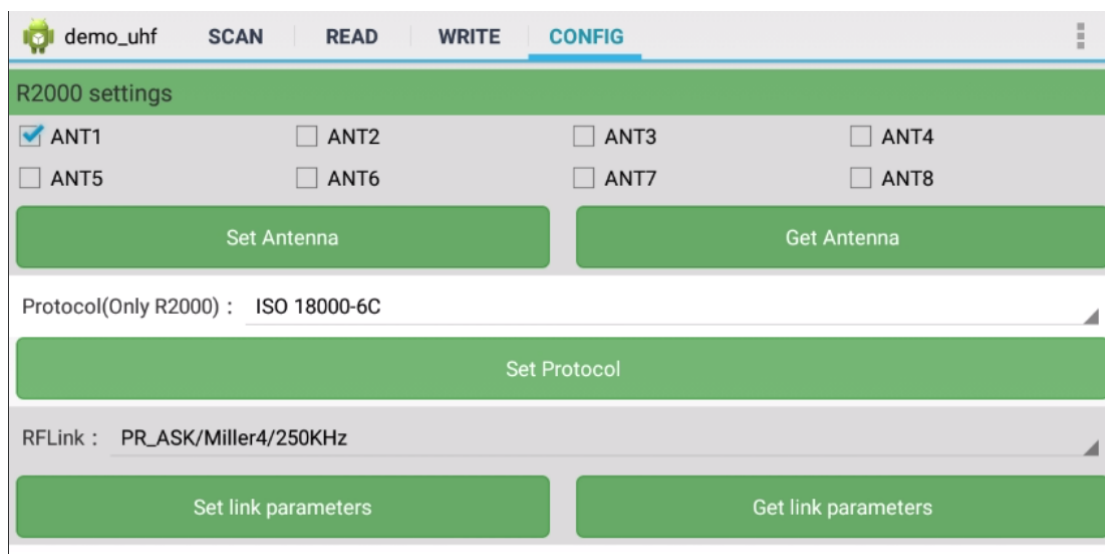 demo_uhf SCAN READ WRITE CONFIG
R2000 settings
ANT1 ANT2 ANT3 ANT4
ANT5 ANT6 ANT7 ANT8
Set Antenna Get Antenna
Protocol(Only R2000) : ISO 18000-6C
Set Protocol
RFLink : PR_ASK/Miller4/250KHz
Set link parameters Get link parameters